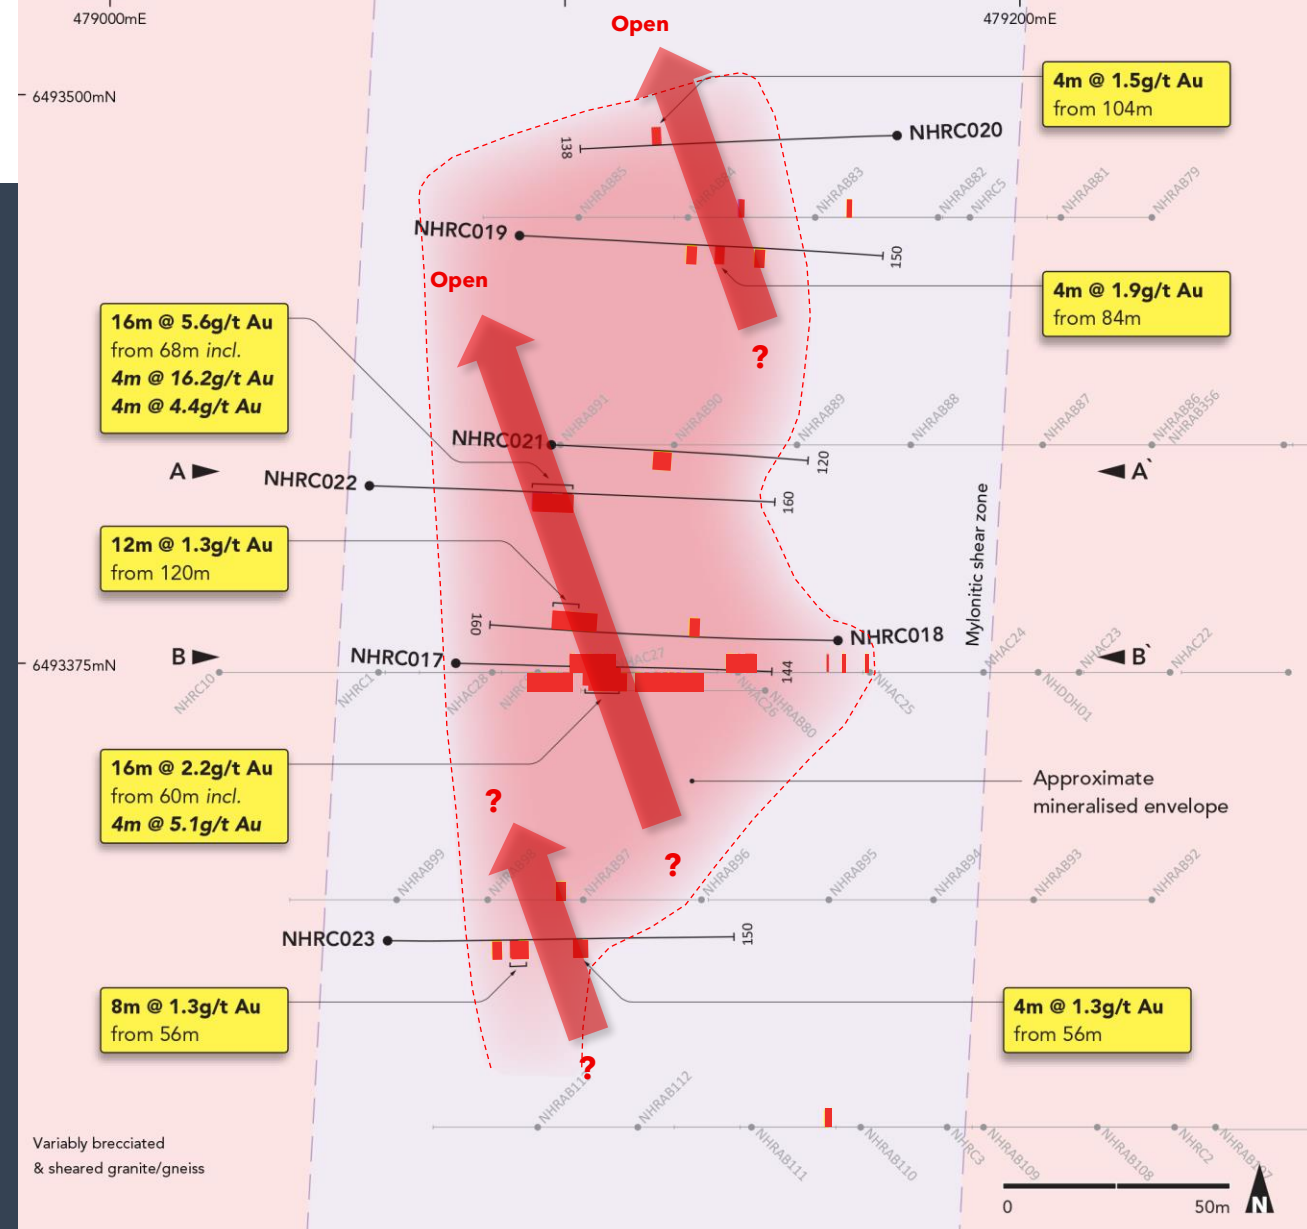 479000mE
479200mE
Open
6493500mN
4m @ 1.5g/t Au
from 104m
NHRC020
138
NHRAB85
NHRAB84
NHRAB83
NHRAB82
NHRC5
NHRAB81
NHRAB79
NHRC019
150
Open
4m @ 1.9g/t Au
from 84m
16m @ 5.6g/t Au
from 68m incl.
4m @ 16.2g/t Au
4m @ 4.4g/t Au
?
NHRAB91
NHRAB90
NHRAB89
NHRAB88
NHRAB87
NHRAB86
NHRAB356
NHRC021
120
A
A`
NHRC022
160
Mylonitic shear zone
12m @ 1.3g/t Au
from 120m
160
NHRC018
B
NHRC017
144
B`
NHRC10
NHRC1
NHAC28
NHAC27
NHAC26
NHRAB80
NHAC25
NHAC24
NHDDH01
NHAC23
NHAC22
16m @ 2.2g/t Au
from 60m incl.
4m @ 5.1g/t Au
Approximate
mineralised envelope
?
?
NHRAB99
NHRAB98
NHRAB97
NHRAB96
NHRAB95
NHRAB94
NHRAB93
NHRAB92
NHRC023
150
8m @ 1.3g/t Au
from 56m
4m @ 1.3g/t Au
from 56m
?
NHRAB112
NHRAB111
NHRAB110
NHRC3
NHRAB109
NHRAB108
NHRC2
NHRAB107
Variably brecciated
& sheared granite/gneiss
0
50m
N